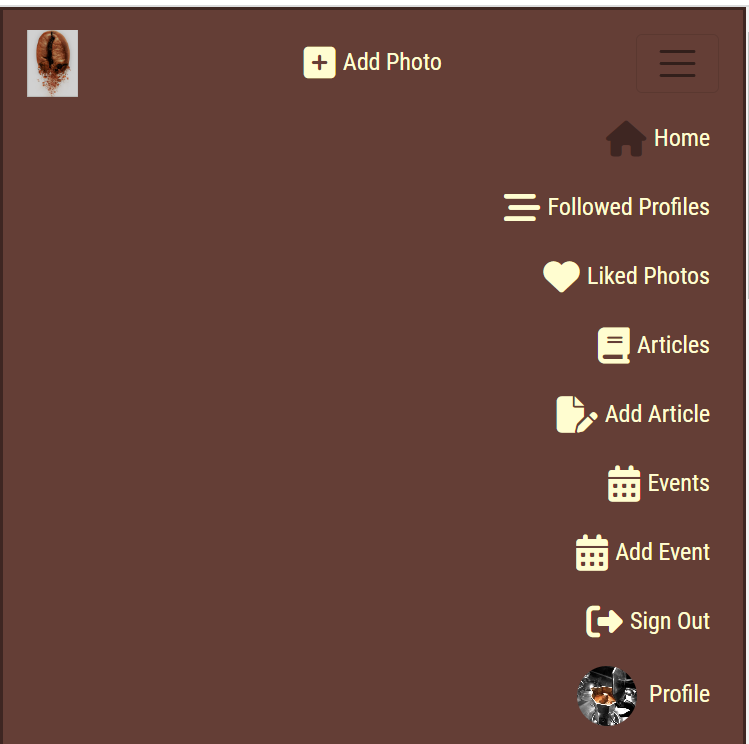 Add Photo
Home
Followed Profiles
Liked Photos
Articles
Add Article
Events
Add Event
Sign Out
Profile